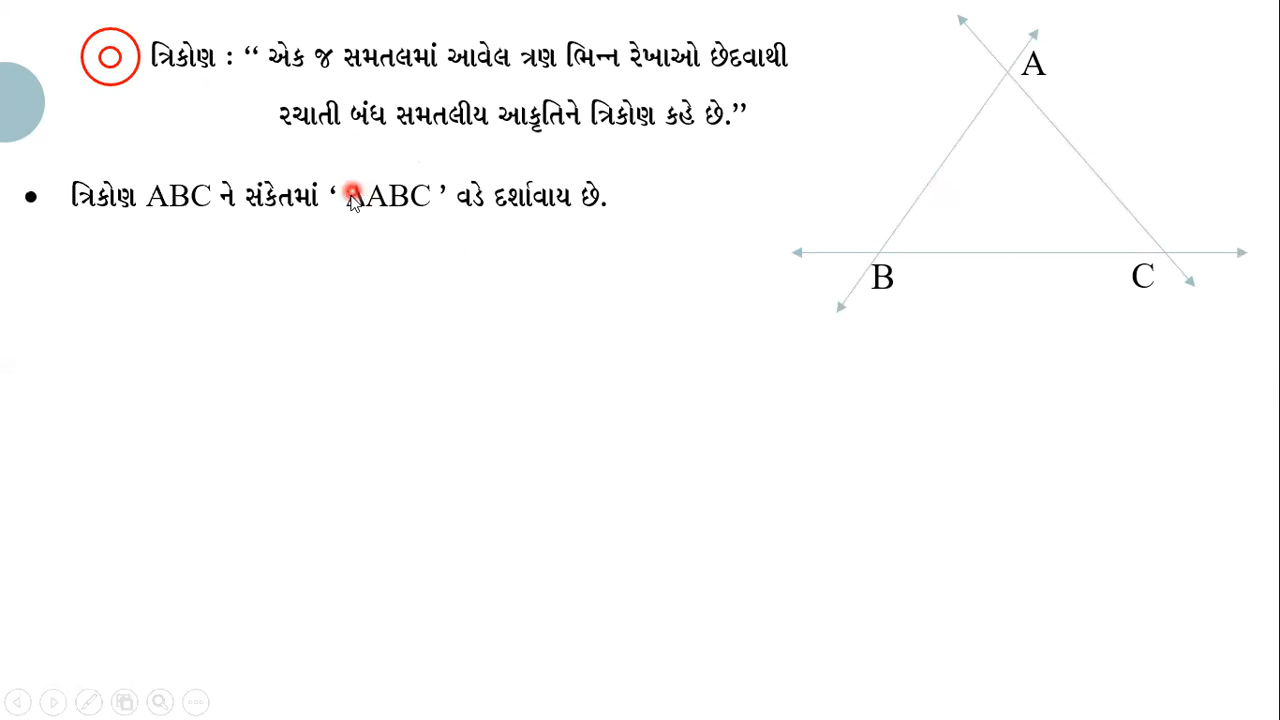 ત્રિકોણ : “ એક જ સમતલમાં આવેલ ત્રણ ભિન્ન રેખાઓ છેદવાથી
રચાતી બંધ સમતલીય આકૃતિને ત્રિકોણ કહે છે.”
ત્રિકોણ ABC ને સંકેતમાં ‘ ∆ABC ’ વડે દર્શાવાય છે.
A
B
C